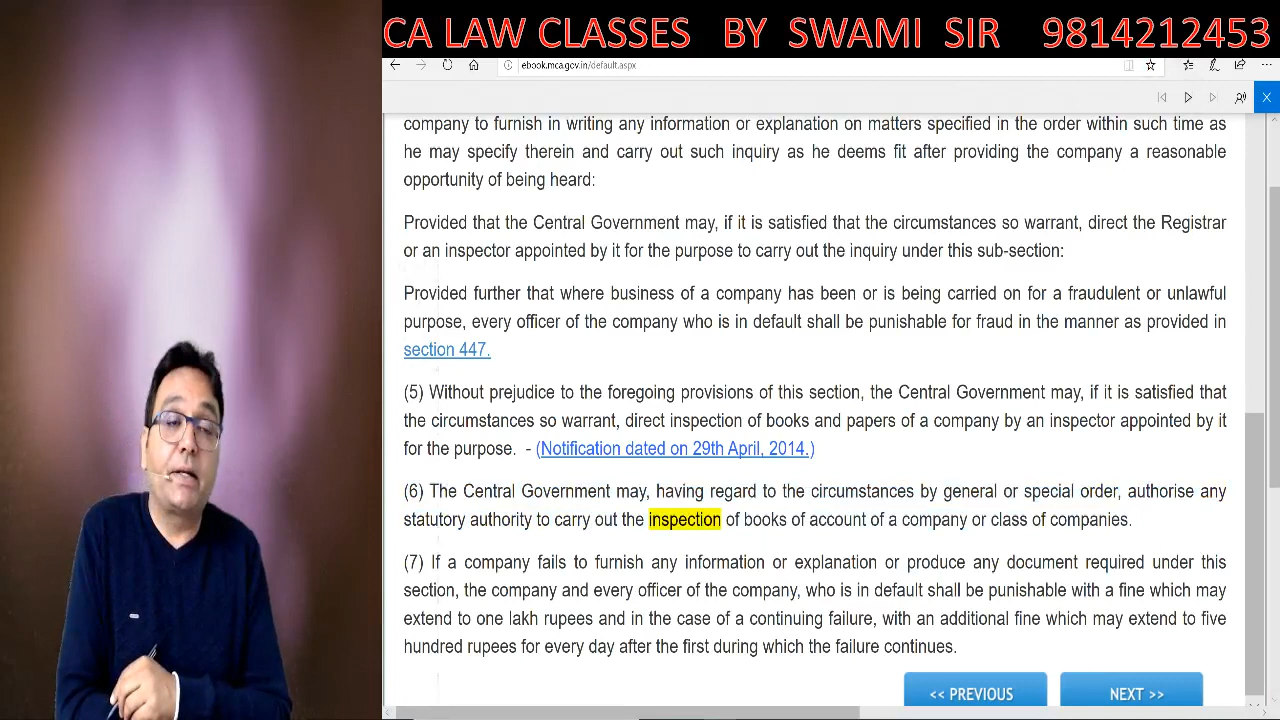 CA LAW CLASSES BY SWAMI SIR 9814212453
ebook.mca.gov.in/default.aspx
company to furnish in writing any information or explanation on matters specified in the order within such time as
he may specify therein and carry out such inquiry as he deems fit after providing the company a reasonable
opportunity of being heard:
Provided that the Central Government may, if it is satisfied that the circumstances so warrant, direct the Registrar
or an inspector appointed by it for the purpose to carry out the inquiry under this sub-section:
Provided further that where business of a company has been or is being carried on for a fraudulent or unlawful
purpose, every officer of the company who is in default shall be punishable for fraud in the manner as provided in
section 447.
(5) Without prejudice to the foregoing provisions of this section, the Central Government may, if it is satisfied that
the circumstances so warrant, direct inspection of books and papers of a company by an inspector appointed by it
for the purpose. - (Notification dated on 29th April, 2014.)
(6) The Central Government may, having regard to the circumstances by general or special order, authorise any
statutory authority to carry out the inspection of books of account of a company or class of companies.
(7) If a company fails to furnish any information or explanation or produce any document required under this
section, the company and every officer of the company, who is in default shall be punishable with a fine which may
extend to one lakh rupees and in the case of a continuing failure, with an additional fine which may extend to five
hundred rupees for every day after the first during which the failure continues.
<< PREVIOUS NEXT >>